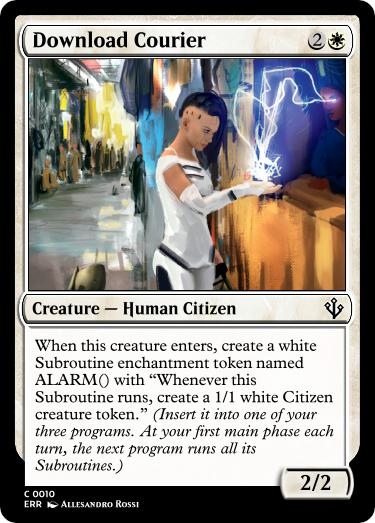 Download Courier 2
Creature — Human Citizen
When this creature enters, create a white
Subroutine enchantment token named
ALARM() with “Whenever this
Subroutine runs, create a 1/1 white Citizen
creature token.” (Insert it into one of your
three programs. At your first main phase each
turn, the next program runs all its
Subroutines.)
2/2
C 0010
ERR Allesandro Rossi